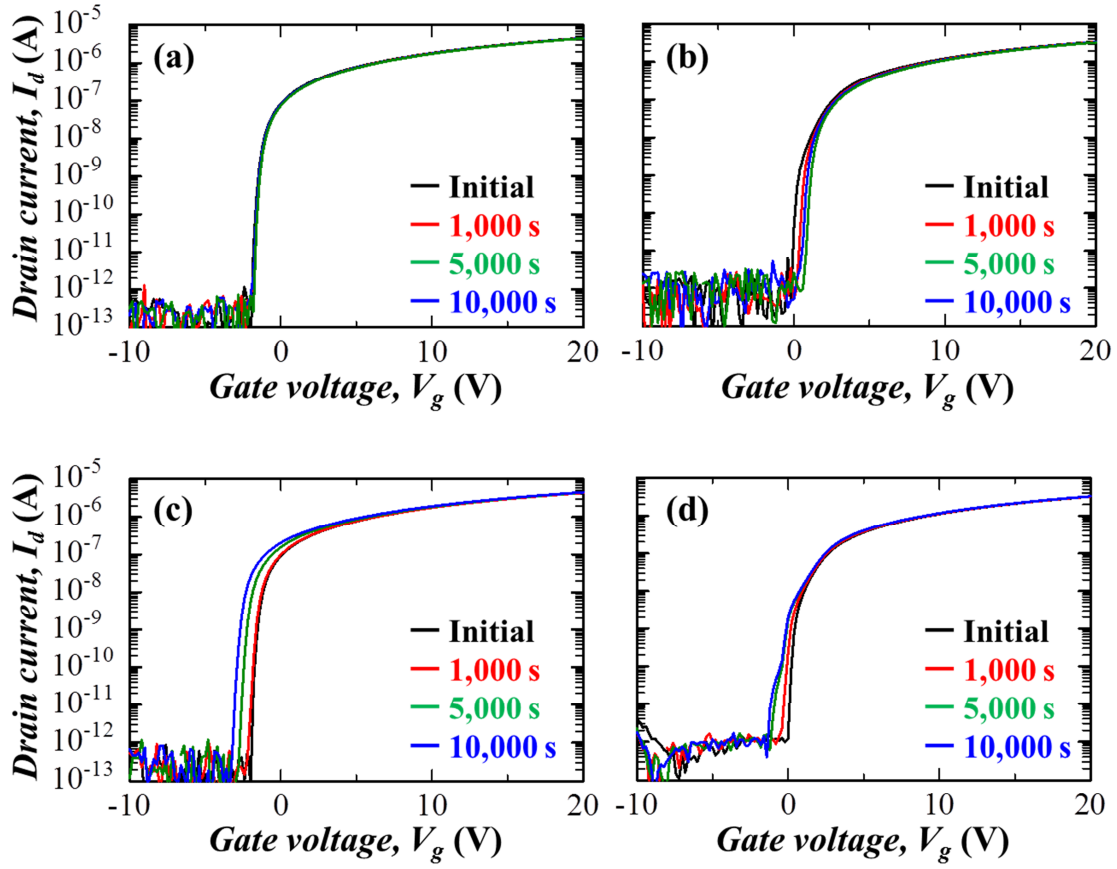 Drain current, I_d (A)
10^-5
10^-6
10^-7
10^-8
10^-9
10^-10
10^-11
10^-12
10^-13
(a)
Initial
1,000 s
5,000 s
10,000 s
-10 0 10 20
Gate voltage, V_g (V)
(b)
Initial
1,000 s
5,000 s
10,000 s
-10 0 10 20
Gate voltage, V_g (V)
Drain current, I_d (A)
10^-5
10^-6
10^-7
10^-8
10^-9
10^-10
10^-11
10^-12
10^-13
(c)
Initial
1,000 s
5,000 s
10,000 s
-10 0 10 20
Gate voltage, V_g (V)
(d)
Initial
1,000 s
5,000 s
10,000 s
-10 0 10 20
Gate voltage, V_g (V)